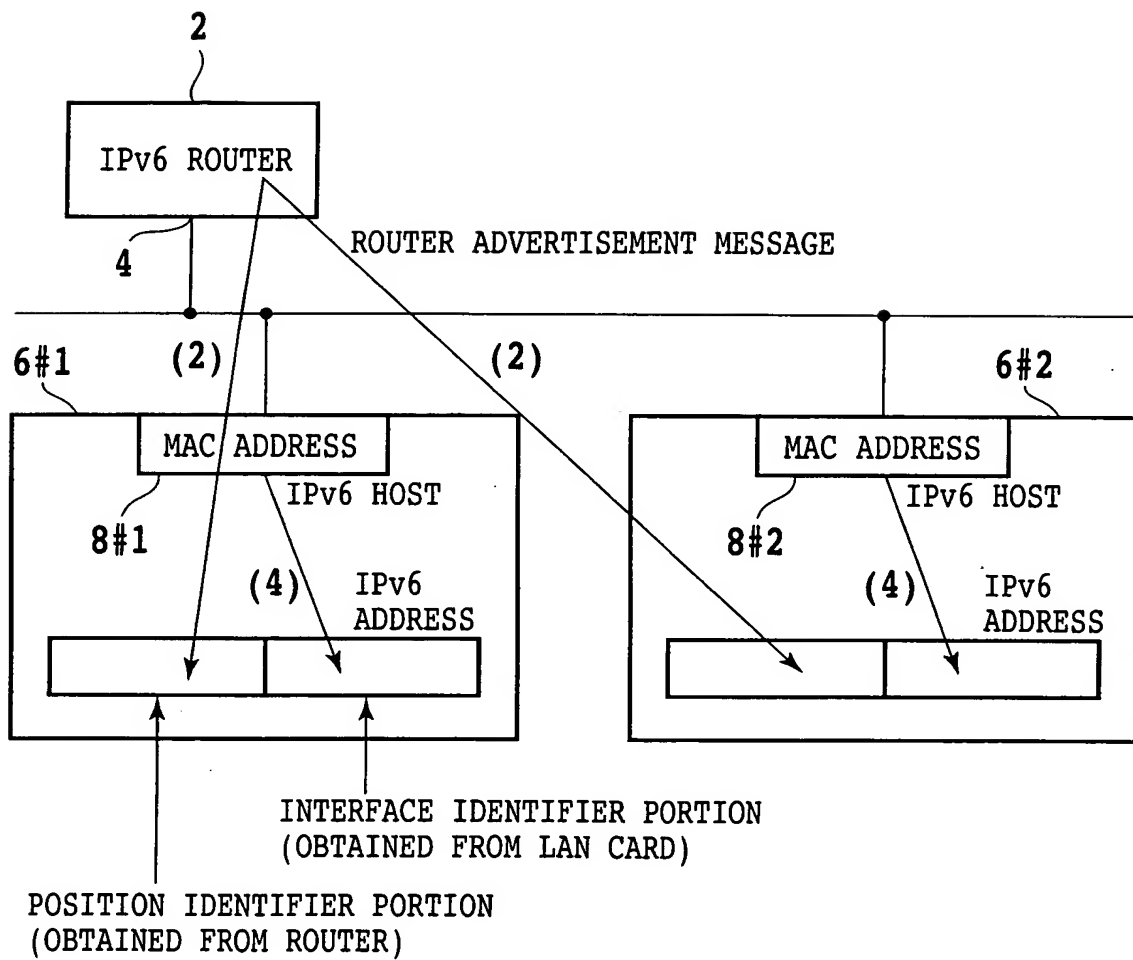 2
IPv6 ROUTER
4
ROUTER ADVERTISEMENT MESSAGE
6#1
(2)
(2)
6#2
MAC ADDRESS
MAC ADDRESS
IPv6 HOST
IPv6 HOST
8#1
8#2
(4)
IPv6
ADDRESS
(4)
IPv6
ADDRESS
INTERFACE IDENTIFIER PORTION
(OBTAINED FROM LAN CARD)
POSITION IDENTIFIER PORTION
(OBTAINED FROM ROUTER)